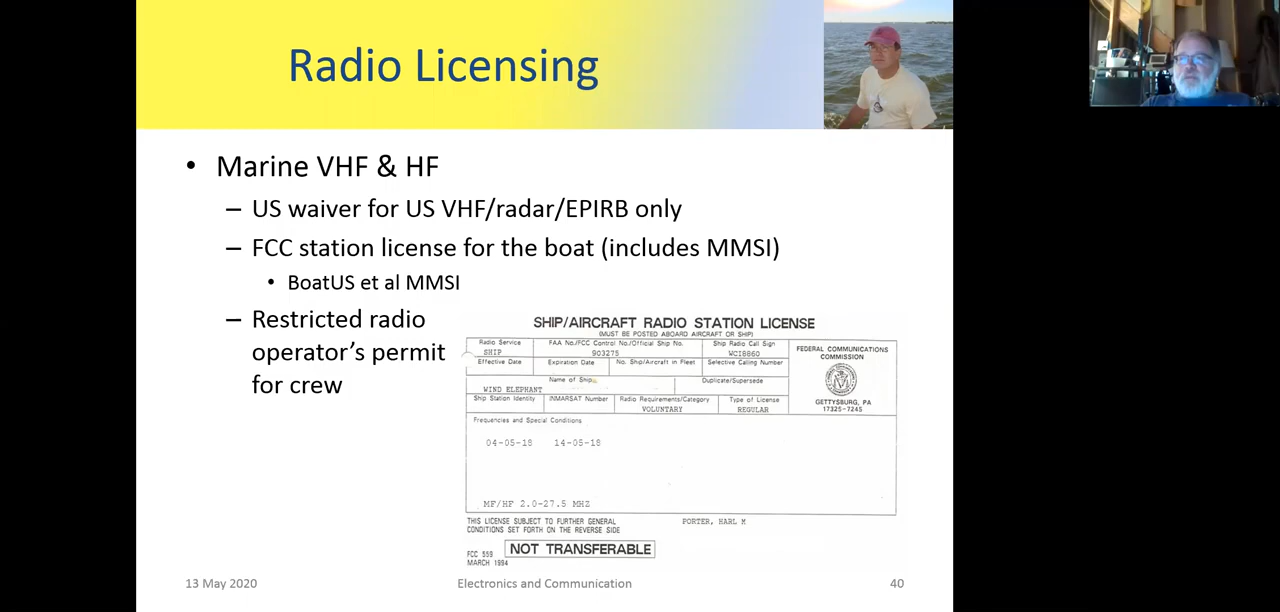 Radio Licensing
• Marine VHF & HF
– US waiver for US VHF/radar/EPIRB only
– FCC station license for the boat (includes MMSI)
• BoatUS et al MMSI
– Restricted radio
operator's permit
for crew
SHIP/AIRCRAFT RADIO STATION LICENSE
(MUST BE POSTED ABOARD AIRCRAFT OR SHIP)
Radio Service FAA No/FCC Control No./Official Ship No. Ship Radio Call Sign
SHIP 903275 WCI8860
Effective Date Expiration Date No. Ship/Aircraft in Fleet Selective Calling Number
Name of Ship Duplicate/Supersede
WIND ELEPHANT
Ship Station Identity INMARSAT Number Radio Requirements/Category Type of License
VOLUNTARY REGULAR
FEDERAL COMMUNICATIONS
COMMISSION
GETTYSBURG, PA
17325-7245
Frequencies and Special Conditions
04-05-18 14-05-18
MF/HF 2.0-27.5 MHZ
THIS LICENSE SUBJECT TO FURTHER GENERAL
CONDITIONS SET FORTH ON THE REVERSE SIDE
PORTER, HARL M
FCC 559
MARCH 1994
NOT TRANSFERABLE
13 May 2020 Electronics and Communication 40